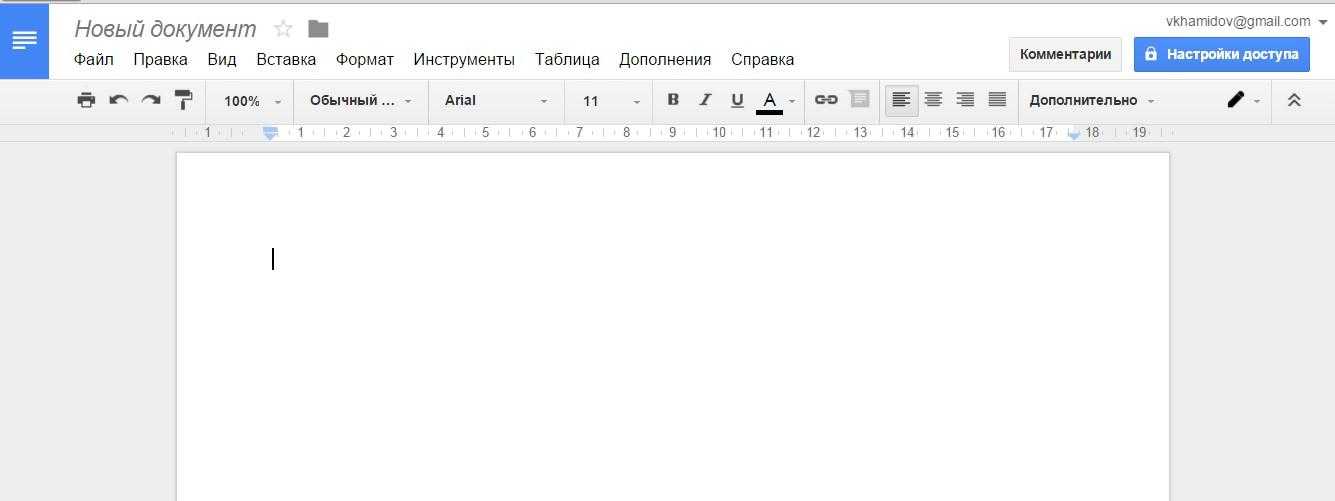 Новый документ
vkhamidov@gmail.com
Файл Правка Вид Вставка Формат Инструменты Таблица Дополнения Справка
Комментарии Настройки доступа
100% Обычный ... Arial 11 B I U A Дополнительно
1 1 2 3 4 5 6 7 8 9 10 11 12 13 14 15 16 17 18 19